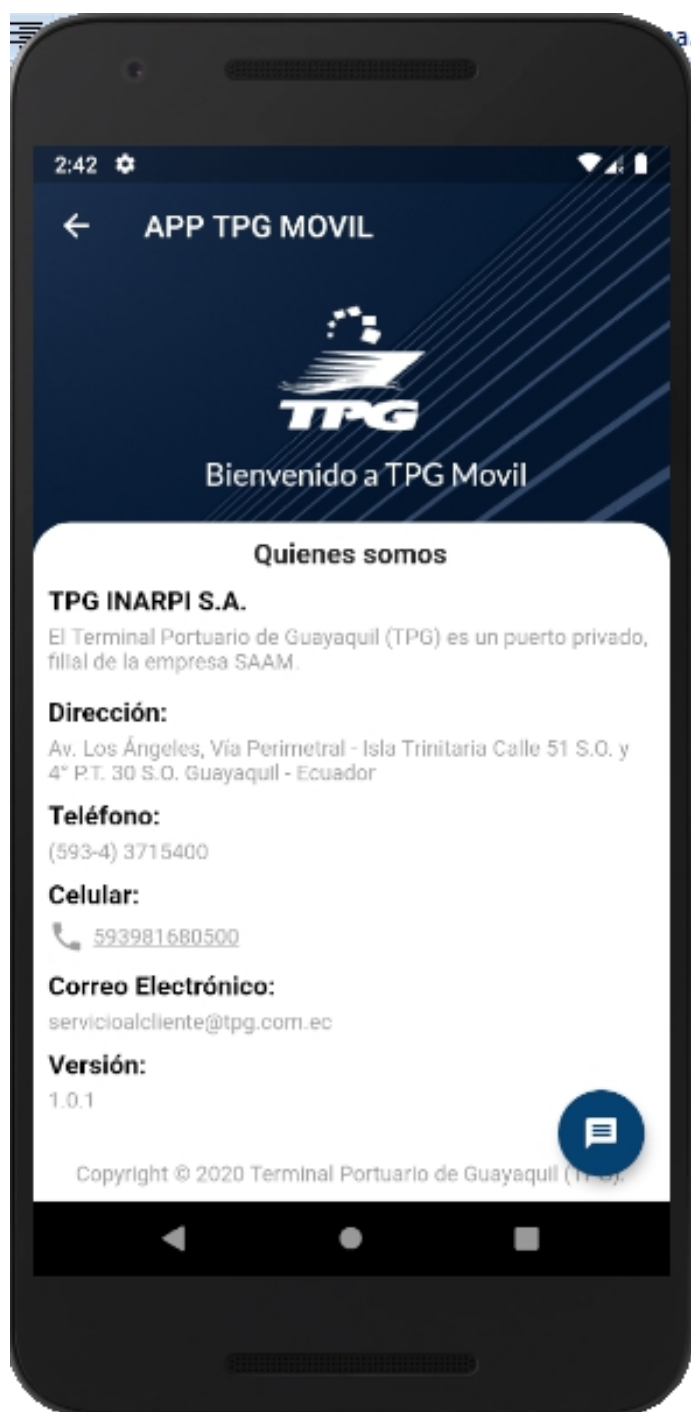 a
2:42
APP TPG MOVIL
TPG
Bienvenido a TPG Movil
Quienes somos
TPG INARPI S.A.
El Terminal Portuario de Guayaquil (TPG) es un puerto privado,
filial de la empresa SAAM.
Dirección:
Av. Los Ángeles, Vía Perimetral - Isla Trinitaria Calle 51 S.O. y
4° P.T. 30 S.O. Guayaquil - Ecuador
Teléfono:
(593-4) 3715400
Celular:
593981680500
Correo Electrónico:
servicioalcliente@tpg.com.ec
Versión:
1.0.1
Copyright © 2020 Terminal Portuario de Guayaquil (TPG).